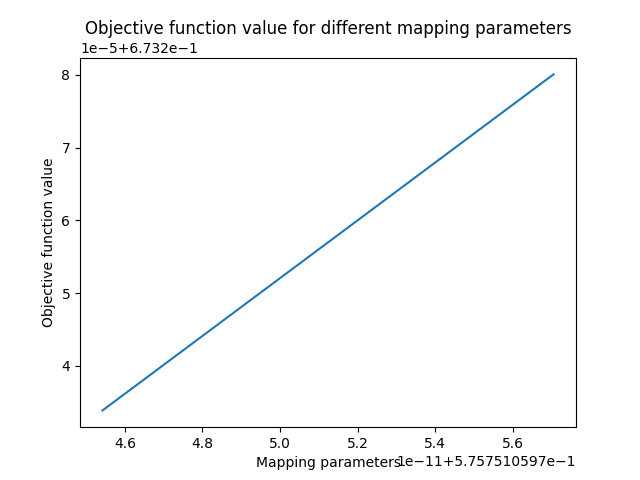 Objective function value for different mapping parameters
1e−5+6.732e−1
8
7
6
5
4
Objective function value
4.6 4.8 5.0 5.2 5.4 5.6
Mapping parameters
1e−11+5.757510597e−1